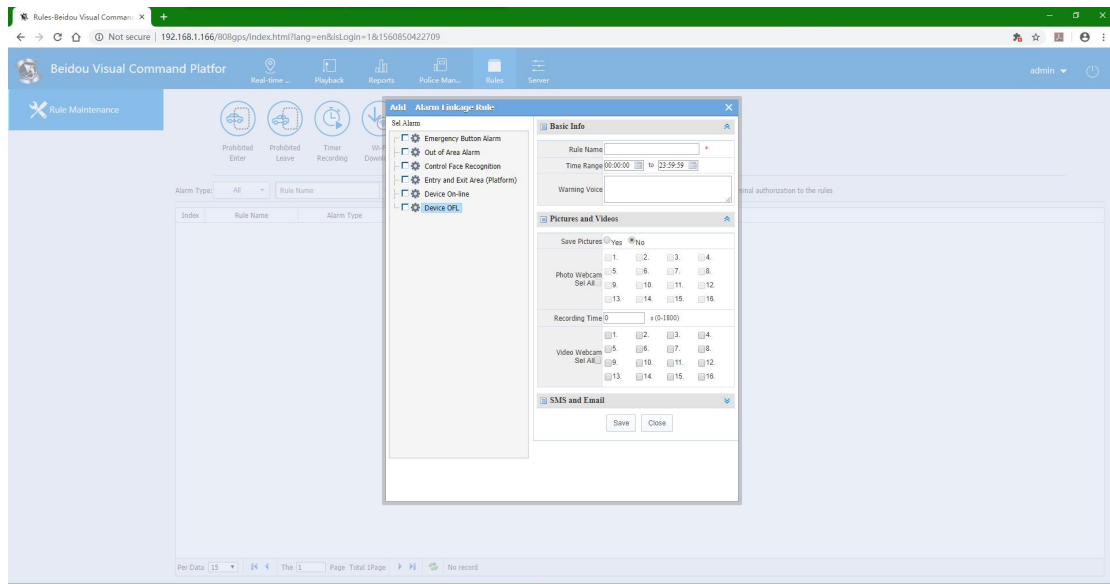 Rules-Beidou Visual Comman
Not secure | 192.168.1.166/808gps/index.html?lang=en&isLogin=1&1560850422709
Beidou Visual Command Platfor
Real-time ...
Playback
Reports
Police Man...
Rules
Server
admin
Rule Maintenance
Prohibited Enter
Prohibited Leave
Timer Recording
Alarm Type: All
Rule Name
minal authorization to the rules
Index Rule Name Alarm Type
Add Alarm Linkage Rule
Sel Alarm
Emergency Button Alarm
Out of Area Alarm
Control Face Recognition
Entry and Exit Area (Platform)
Device On-line
Device OFL
Basic Info
Rule Name *
Time Range 00:00:00 to 23:59:59
Warning Voice
Pictures and Videos
Save Pictures Yes No
Photo Webcam
Sel All
1. 2. 3. 4.
5. 6. 7. 8.
9. 10. 11. 12.
13. 14. 15. 16.
Recording Time 0 s (0-1800)
Video Webcam
Sel All
1. 2. 3. 4.
5. 6. 7. 8.
9. 10. 11. 12.
13. 14. 15. 16.
SMS and Email
Save Close
Per Data 15 The 1 Page Total 1Page No record